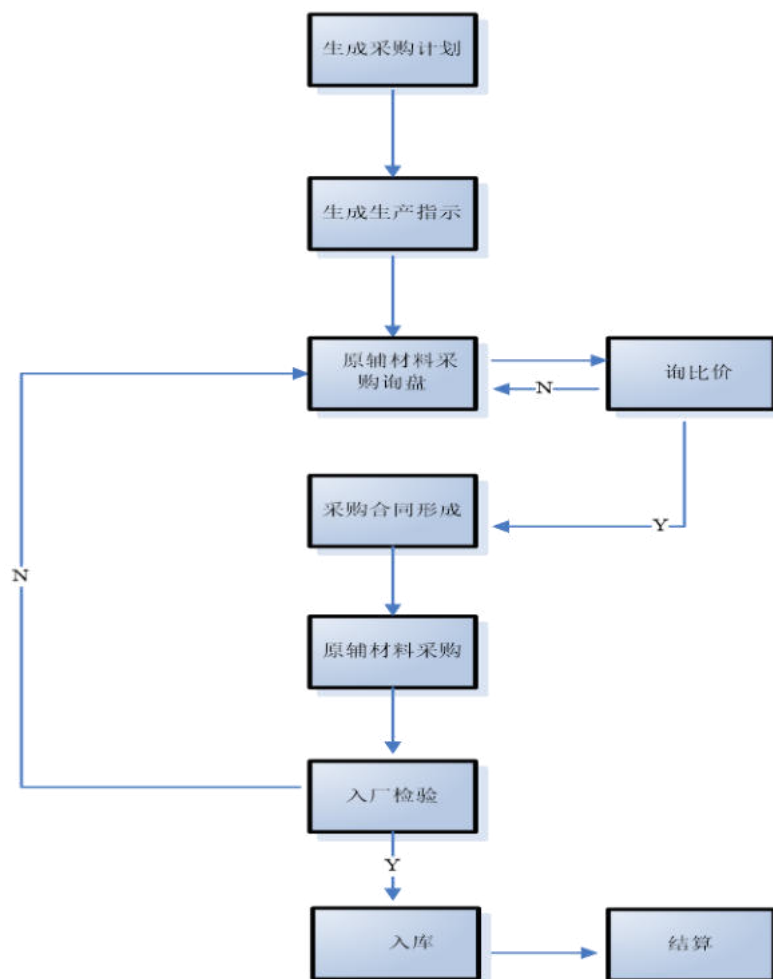 生成采购计划
生成生产指示
原辅材料采
购询盘
询比价
N
采购合同形成
Y
N
原辅材料采购
入厂检验
Y
入库
结算